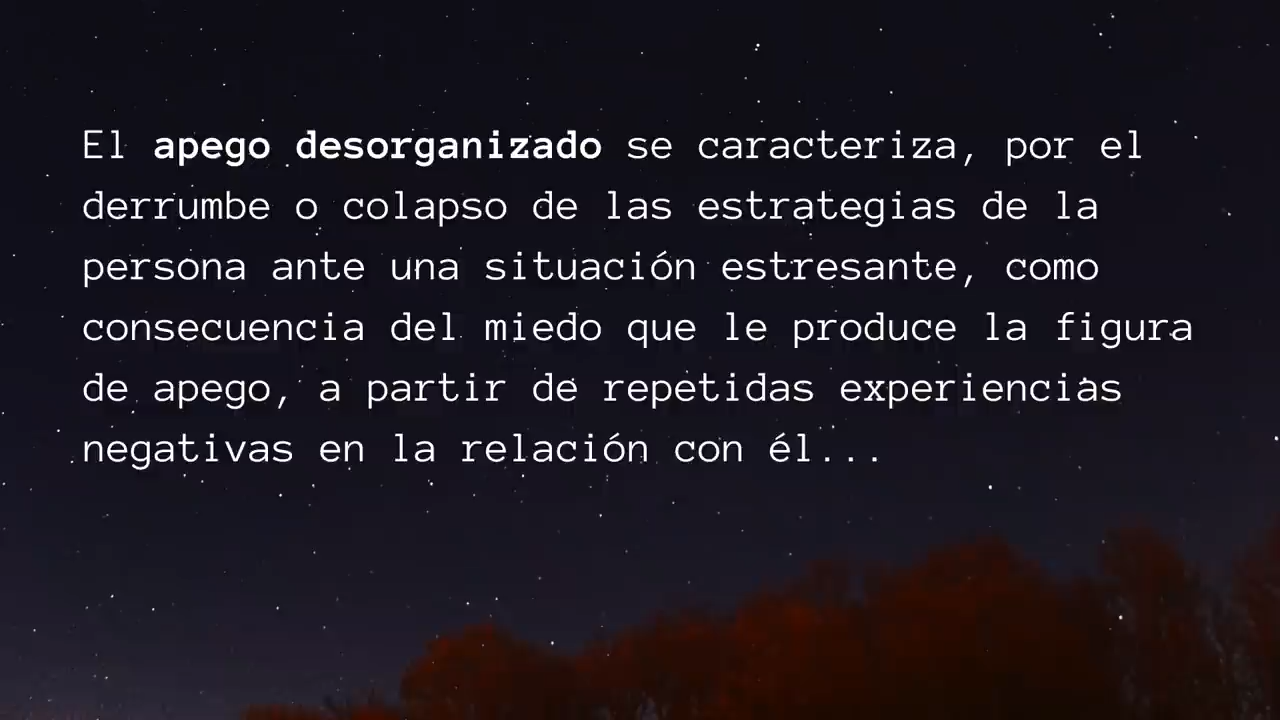 El apego desorganizado se caracteriza, por el
derrumbe o colapso de las estrategias de la
persona ante una situación estresante, como
consecuencia del miedo que le produce la figura
de apego, a partir de repetidas experiencias
negativas en la relación con él...